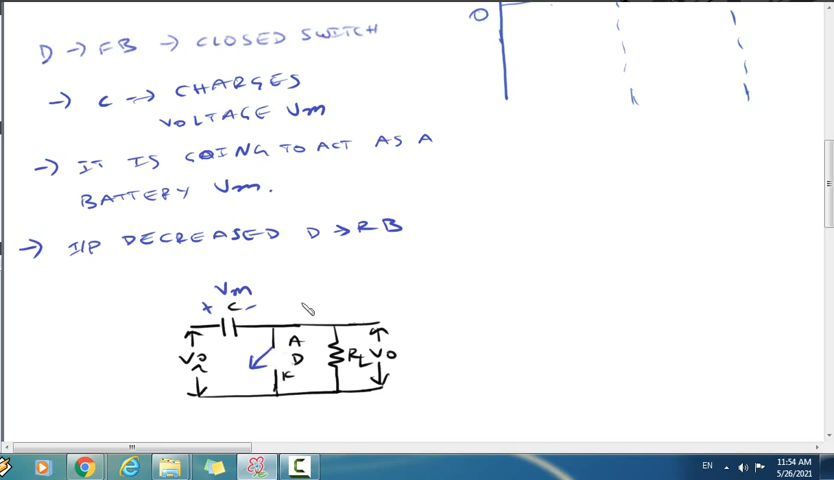 D → FB → CLOSED SWITCH
0
→ C → CHARGES
VOLTAGE Vm
→ IT IS GOING TO ACT AS A
BATTERY Vm.
→ I/P DECREASED D → RB
Vm
+ C -
A
Vo
D
RL
Vo
K
EN
11:54 AM
5/26/2021